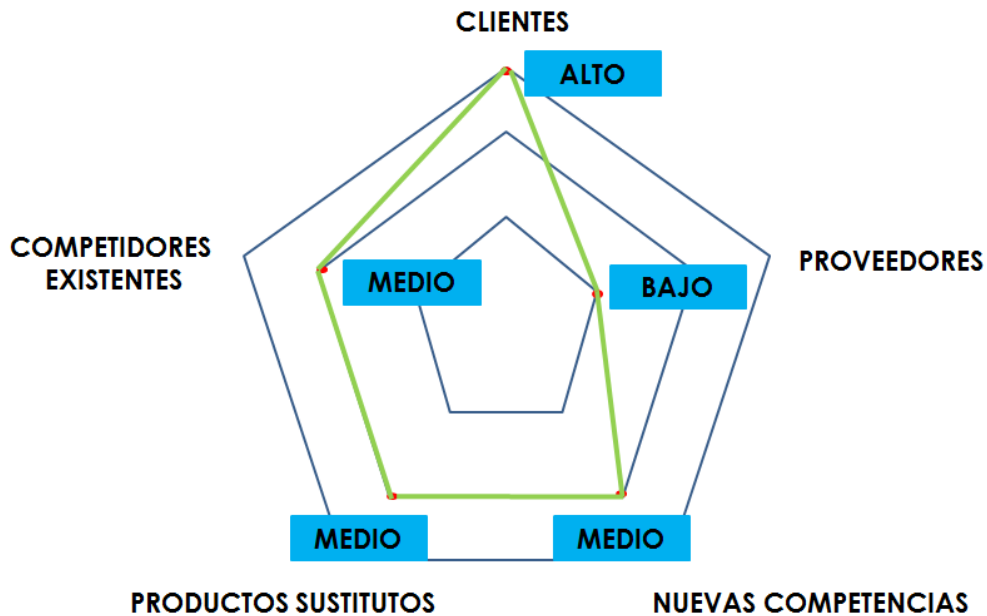 CLIENTES
ALTO
COMPETIDORES
EXISTENTES
MEDIO
BAJO
PROVEEDORES
MEDIO
MEDIO
PRODUCTOS SUSTITUTOS
NUEVAS COMPETENCIAS